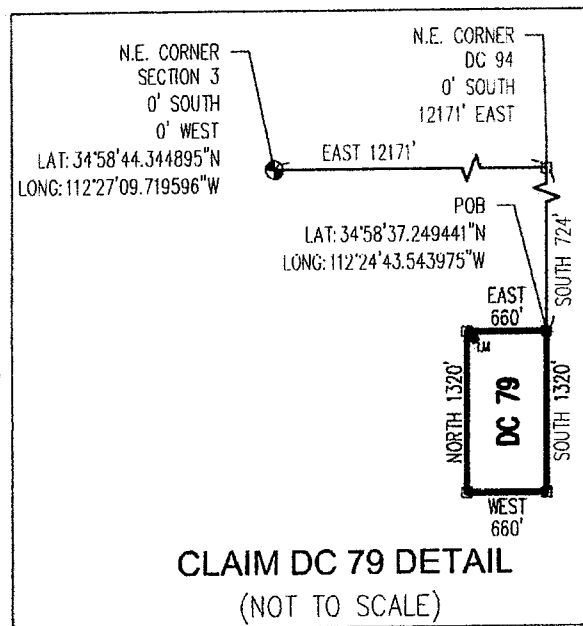 N.E. CORNER
SECTION 3
0' SOUTH
0' WEST
LAT: 34°58'44.344895"N
LONG: 112°27'09.719596"W
N.E. CORNER
DC 94
0' SOUTH
12171' EAST
EAST 12171'
POB
LAT: 34°58'37.249441"N
LONG: 112°24'43.543975"W
SOUTH 724'
EAST
660'
LM
NORTH 1320'
DC 79
SOUTH 1320'
WEST
660'
CLAIM DC 79 DETAIL
(NOT TO SCALE)